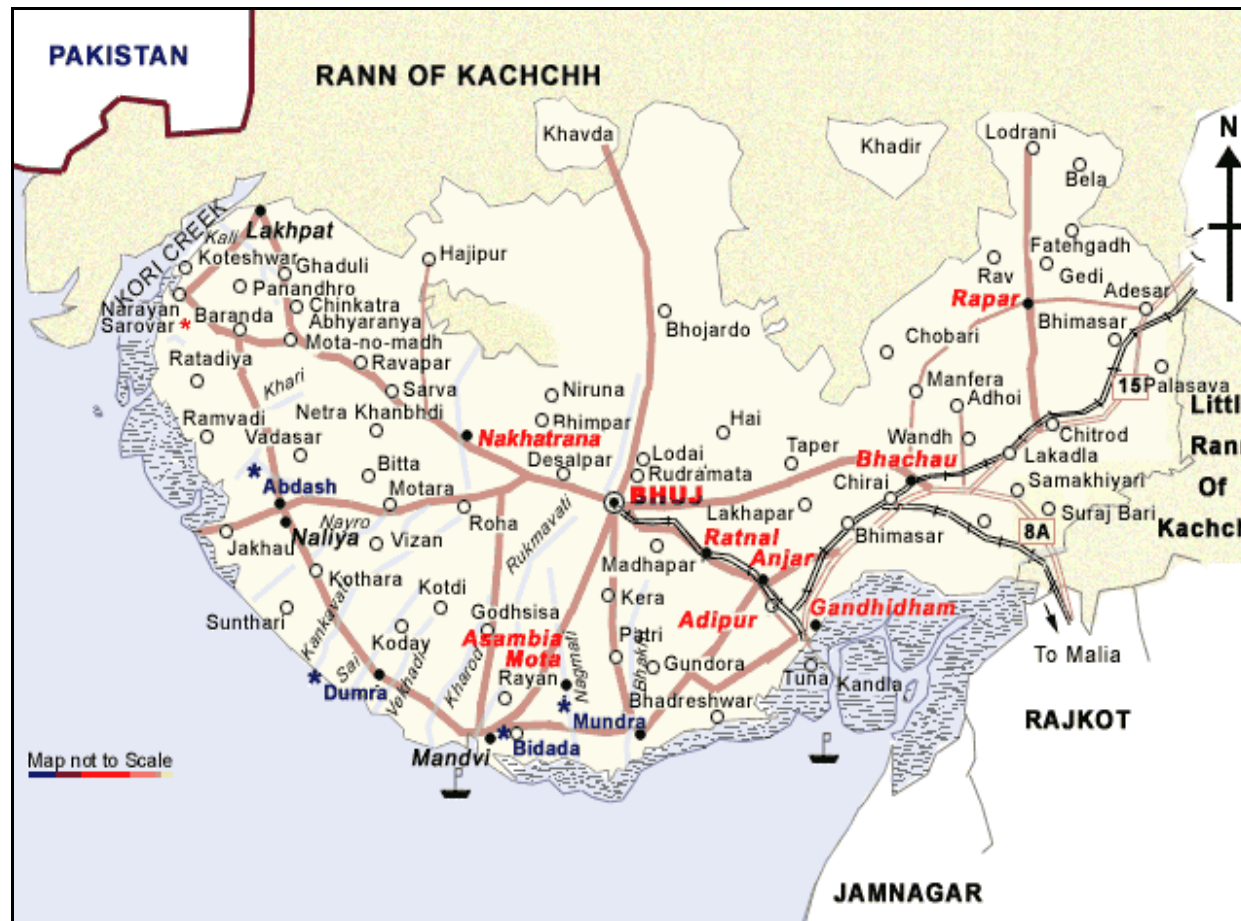 PAKISTAN
RANN OF KACHCHH
Khavda
Khadir
Lodrani
N
Bela
Lakhpat
Kali
KORI CREEK
Koteshwar
Ghaduli
Hajipur
Fatengadh
Rav
Gedi
Panandhro
Narayan
Sarovar *
Chinkatra
Abhyaranya
Baranda
Rapar
Adesar
Bhojardo
Bhimasar
Chobari
Mota-no-madh
Ratadiya
Ravapar
Khari
Sarva
Niruna
Manfera
Adhoi
15
Palasava
Ramvadi
Netra Khanbhdi
Bhimpar
Hai
Little
Rann
Of
Kachch
Vadasar
Nakhatrana
Lodai
Taper
Wandh
Chitrod
Bitta
Desalpar
Rudramata
Bhachau
Lakadla
* Abdash
Motara
BHUJ
Chirai
Samakhiyari
Roha
Rukmavati
Lakhapar
Suraj Bari
Nayro
Naliya
Jakhau
Vizan
Ratnal
Bhimasar
8A
Madhapar
Anjar
Kothara
Kotdi
Kera
Sunthari
Kankavati
Godhsisa
Adipur
Gandhidham
Koday
Asambia
Mota
Nagmati
Patri
Bhakhi
Gundora
Tuna
Kandla
To Malia
Sai
Vekhadi
Kharod
Rayan
* Dumra
Bhadreshwar
* Mundra
RAJKOT
Mandvi
* Bidada
Map not to Scale
JAMNAGAR